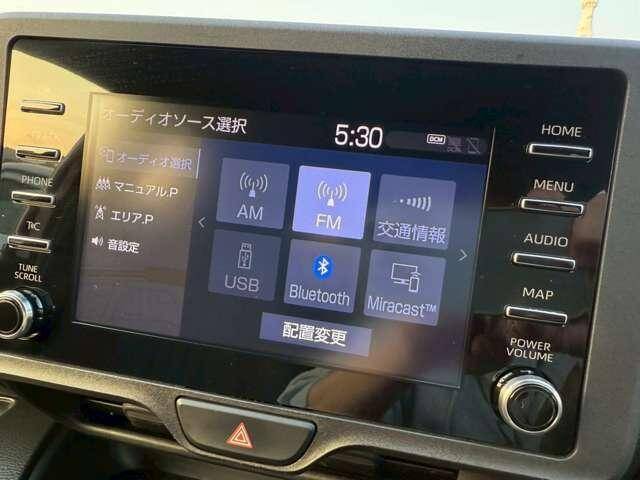 オーディオソース選択
5:30
DCM
オーディオ選択
マニュアル.P
エリア.P
音設定
AM
FM
交通情報
USB
Bluetooth
Miracast™
配置変更
PHONE
T&C
TUNE
SCROLL
HOME
MENU
AUDIO
MAP
POWER
VOLUME